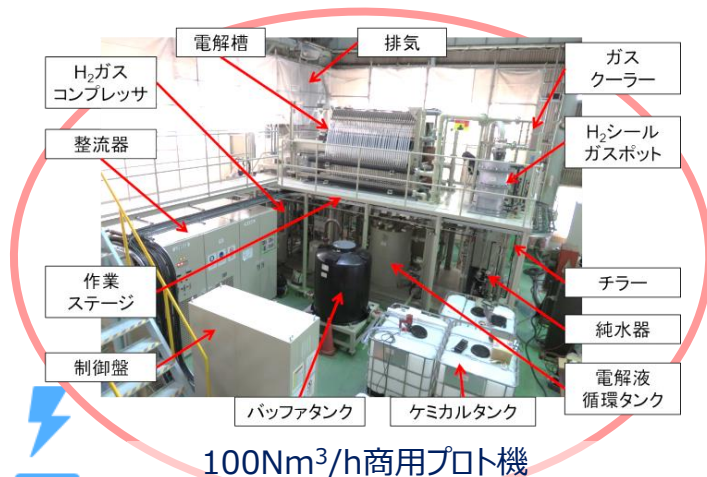 電解槽
排気
ガス
クーラー
H₂ガス
コンプレッサ
整流器
H₂シール
ガスポット
作業
ステージ
チラー
純水器
制御盤
電解液
循環タンク
バッファタンク
ケミカルタンク
100Nm³/h商用プロト機